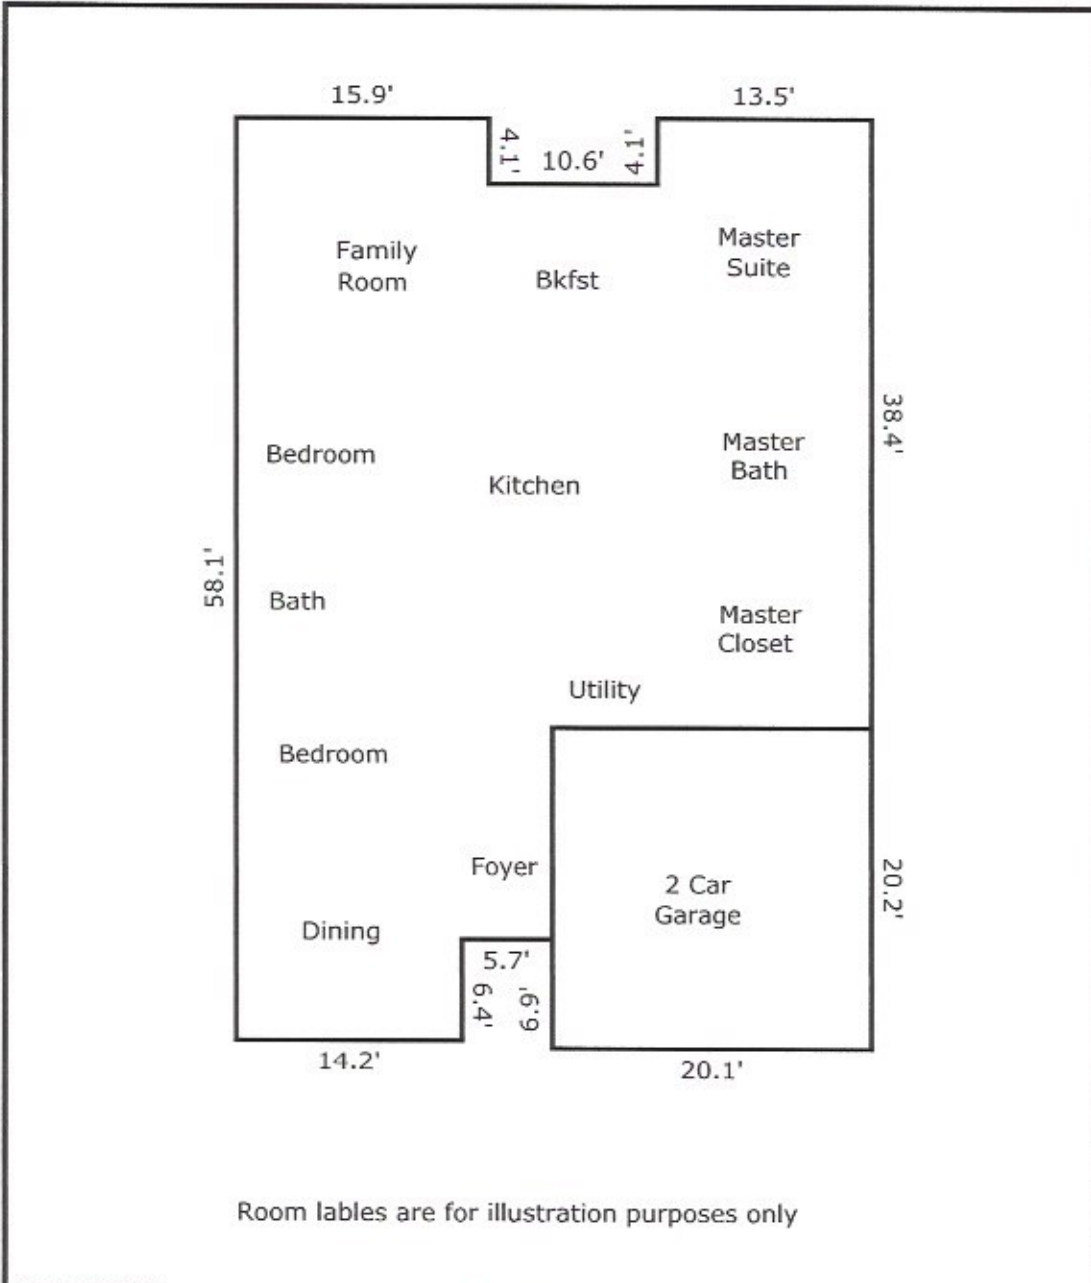 15.9'
13.5'
4.1'
10.6'
4.1'
Family
Room
Bkfst
Master
Suite
38.4'
Bedroom
Kitchen
Master
Bath
58.1'
Bath
Master
Closet
Utility
Bedroom
Foyer
2 Car
Garage
20.2'
Dining
5.7'
6.4'
6.9'
14.2'
20.1'
Room lables are for illustration purposes only